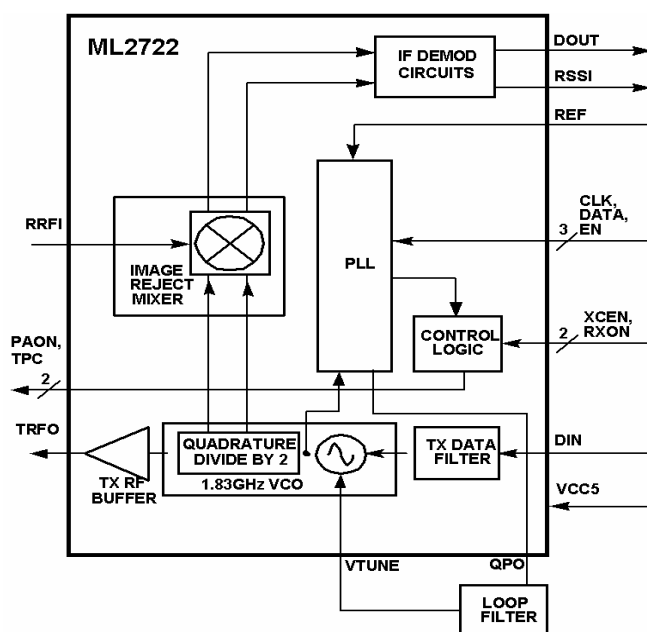 ML2722
IF DEMOD
CIRCUITS
DOUT
RSSI
REF
RRFI
IMAGE
REJECT
MIXER
PLL
CLK,
DATA,
3
EN
PAON,
TPC
2
CONTROL
LOGIC
XCEN,
RXON
2
TRFO
TX RF
BUFFER
QUADRATURE
DIVIDE BY 2
1.83GHz VCO
TX DATA
FILTER
DIN
VCC5
VTUNE
QPO
LOOP
FILTER